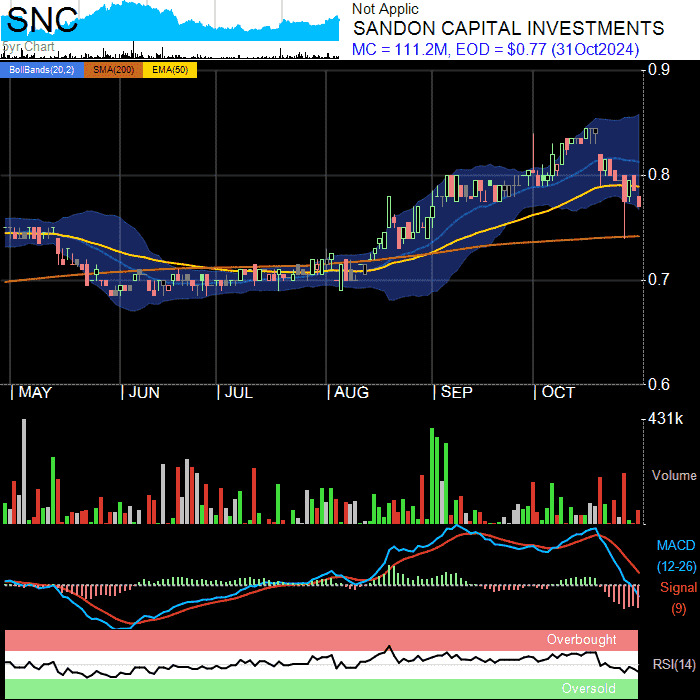 SNC
5yr Chart
Not Applic
SANDON CAPITAL INVESTMENTS
MC = 111.2M, EOD = $0.77 (31Oct2024)
BollBands(20,2) SMA(200) EMA(50)
0.9
0.8
0.7
0.6
MAY JUN JUL AUG SEP OCT
431k
Volume
MACD
(12-26)
Signal
(9)
Overbought
RSI(14)
Oversold